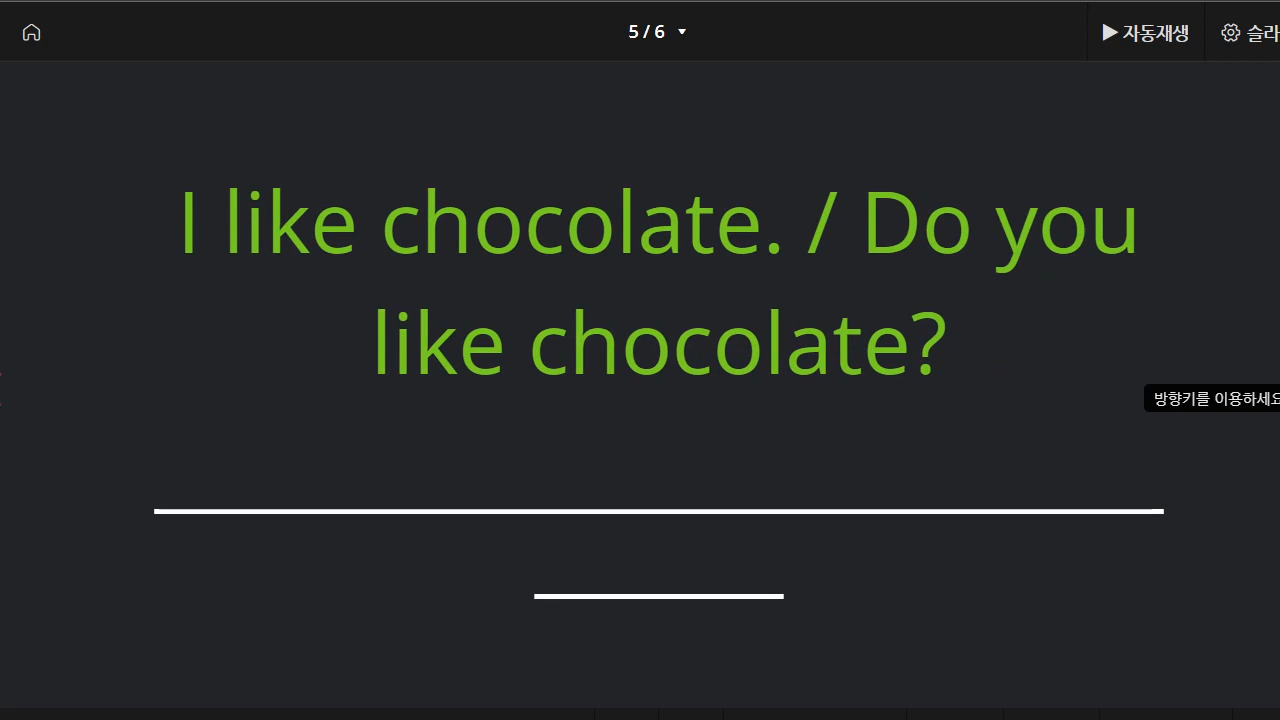 5 / 6
▶ 자동재생
슬라
I like chocolate. / Do you
like chocolate?
방향키를 이용하세요